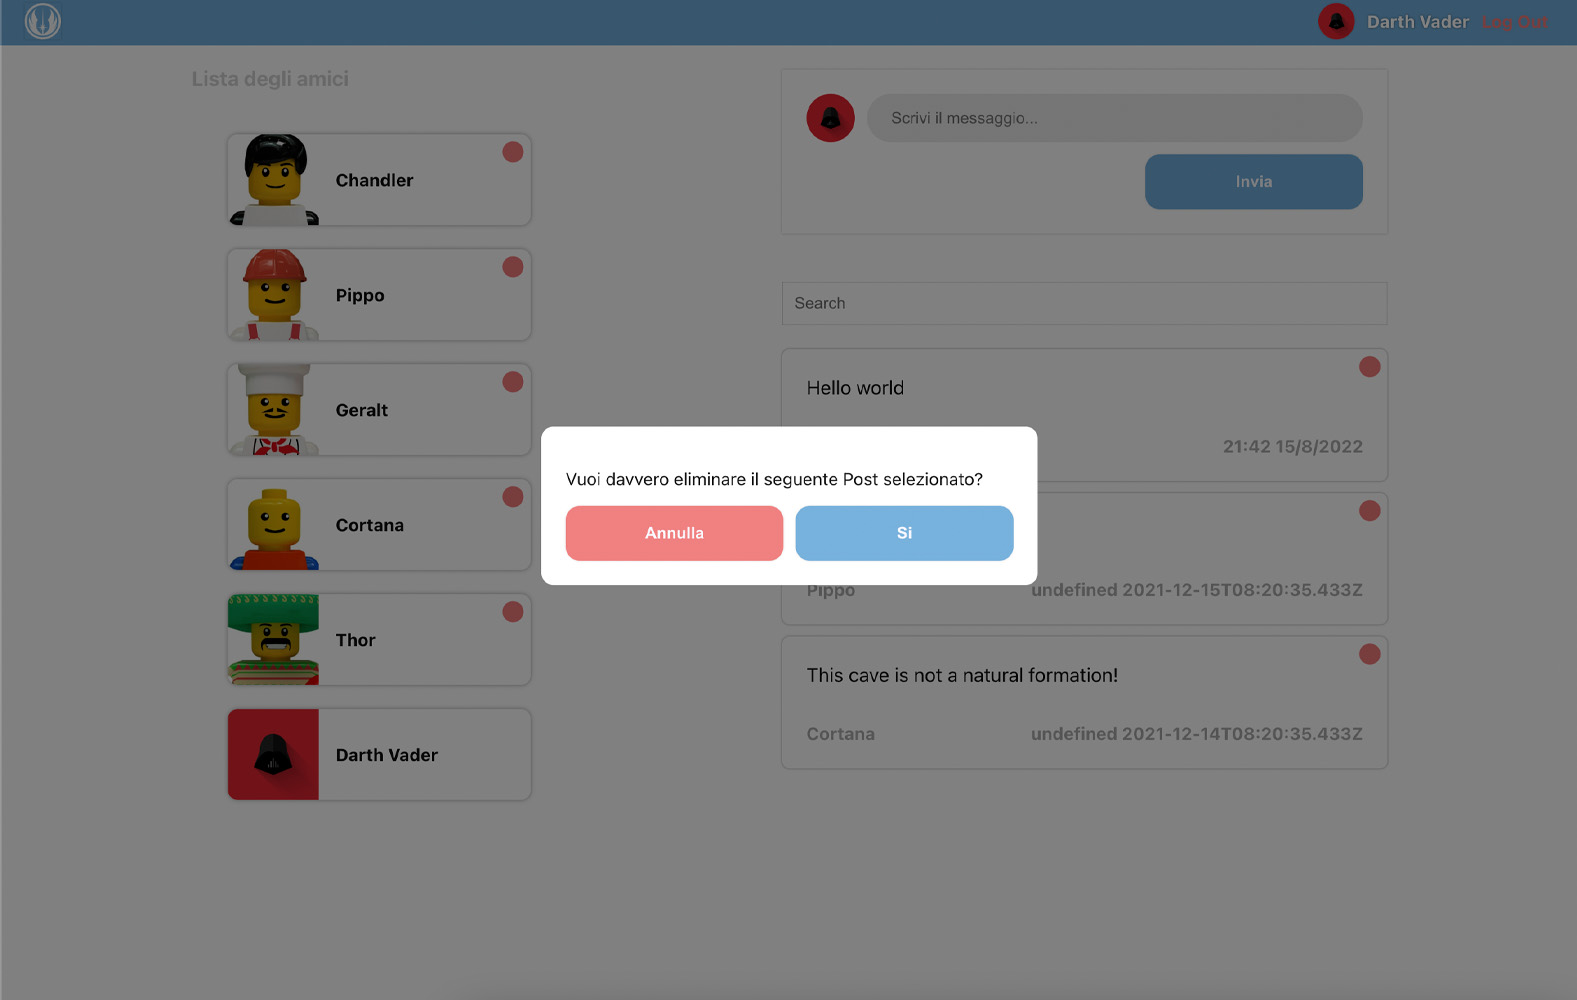 Darth Vader Log Out
Lista degli amici
Chandler
Pippo
Geralt
Cortana
Thor
Darth Vader
Scrivi il messaggio...
Invia
Search
Hello world
21:42 15/8/2022
Pippo undefined 2021-12-15T08:20:35.433Z
This cave is not a natural formation!
Cortana undefined 2021-12-14T08:20:35.433Z
Vuoi davvero eliminare il seguente Post selezionato?
Annulla Si